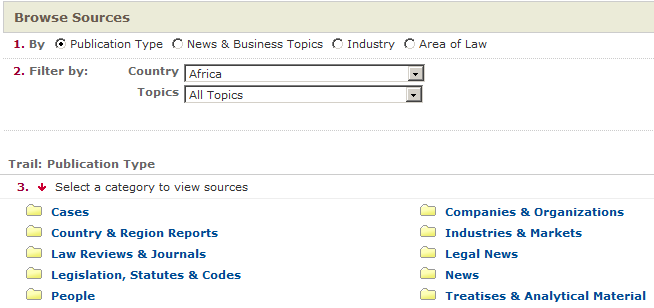 Browse Sources
1. By Publication Type News & Business Topics Industry Area of Law
2. Filter by: Country Africa
Topics All Topics
Trail: Publication Type
3. Select a category to view sources
Cases Companies & Organizations
Country & Region Reports Industries & Markets
Law Reviews & Journals Legal News
Legislation, Statutes & Codes News
People Treatises & Analytical Material